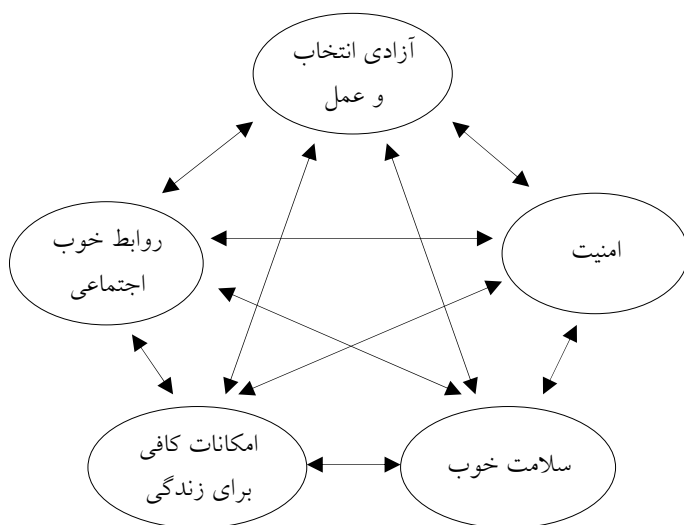 آزادی انتخاب
و عمل
امنیت
روابط خوب
اجتماعی
سلامت خوب
امکانات کافی
برای زندگی